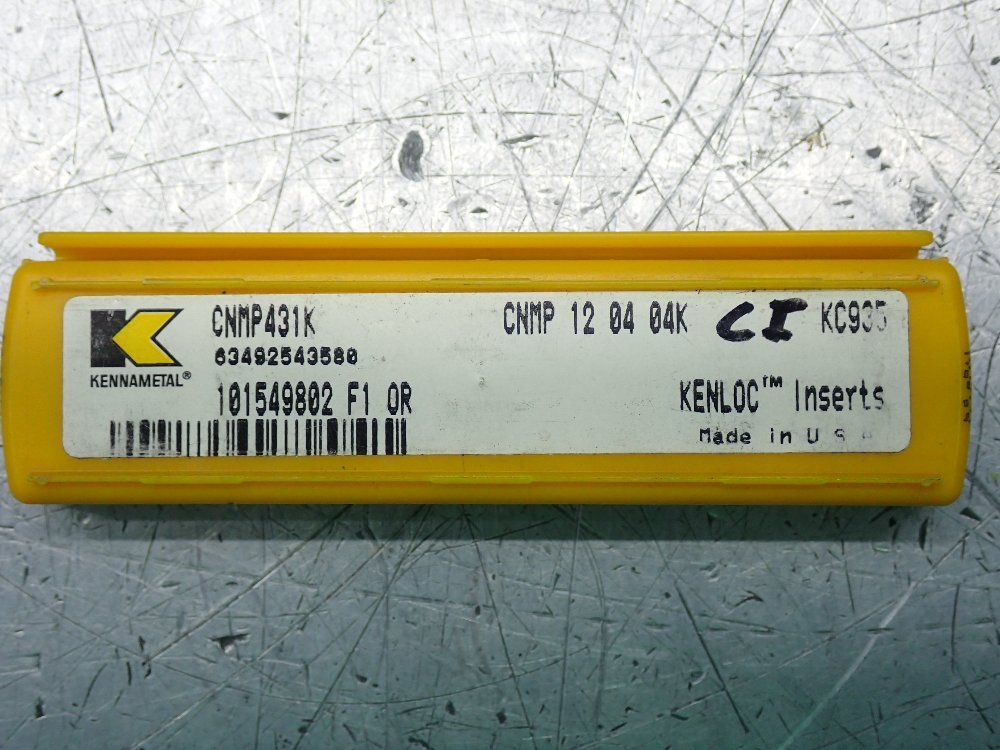 CNMP431K CNMP 12 04 04K CI KC935
63492543580
KENNAMETAL®
101549802 F1 OR KENLOC™ Inserts
Made in U S